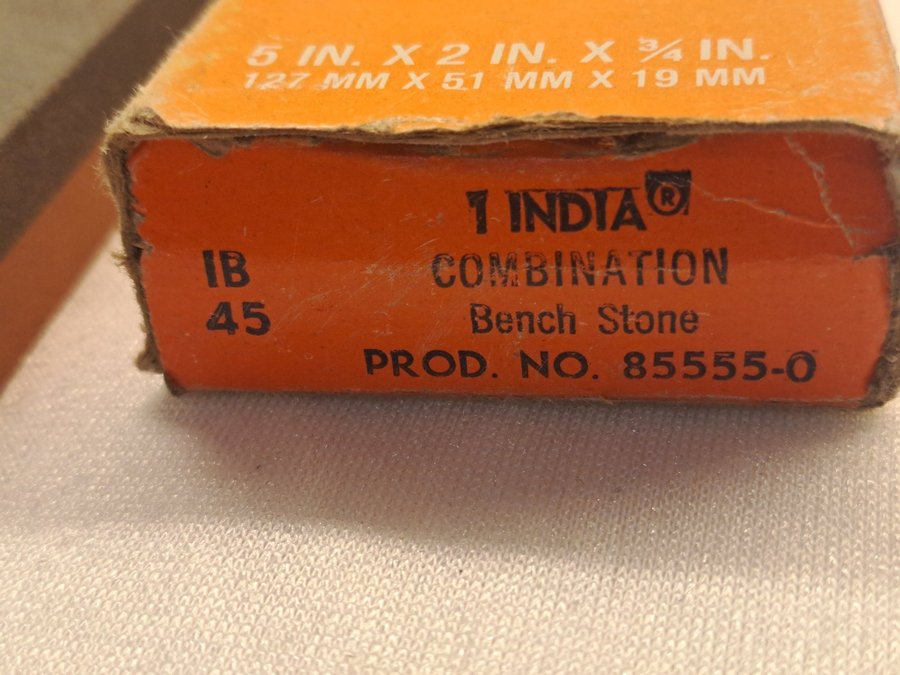 5 IN. X 2 IN. X ¾ IN.
127 MM X 51 MM X 19 MM
1 INDIA®
IB COMBINATION
45 Bench Stone
PROD. NO. 85555-0